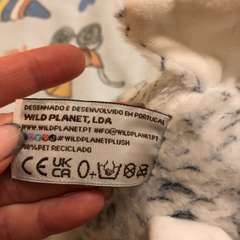 DESENHADO E DESENVOLVIDO EM PORTUGAL
WILD PLANET, LDA
WWW.WILDPLANET.PT INFO@WILDPLANET.PT
@WILDPLANETPLUSH
PET RECICLADO
CE UK CA 0+